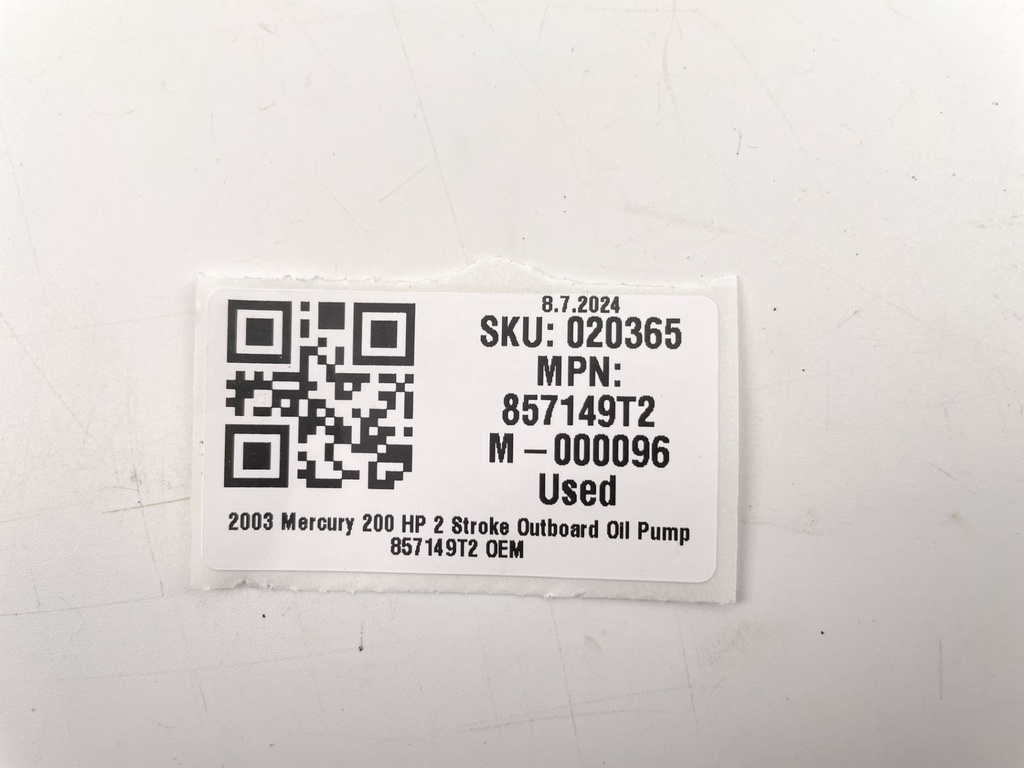 8.7.2024
SKU: 020365
MPN:
857149T2
M-000096
Used
2003 Mercury 200 HP 2 Stroke Outboard Oil Pump
857149T2 OEM